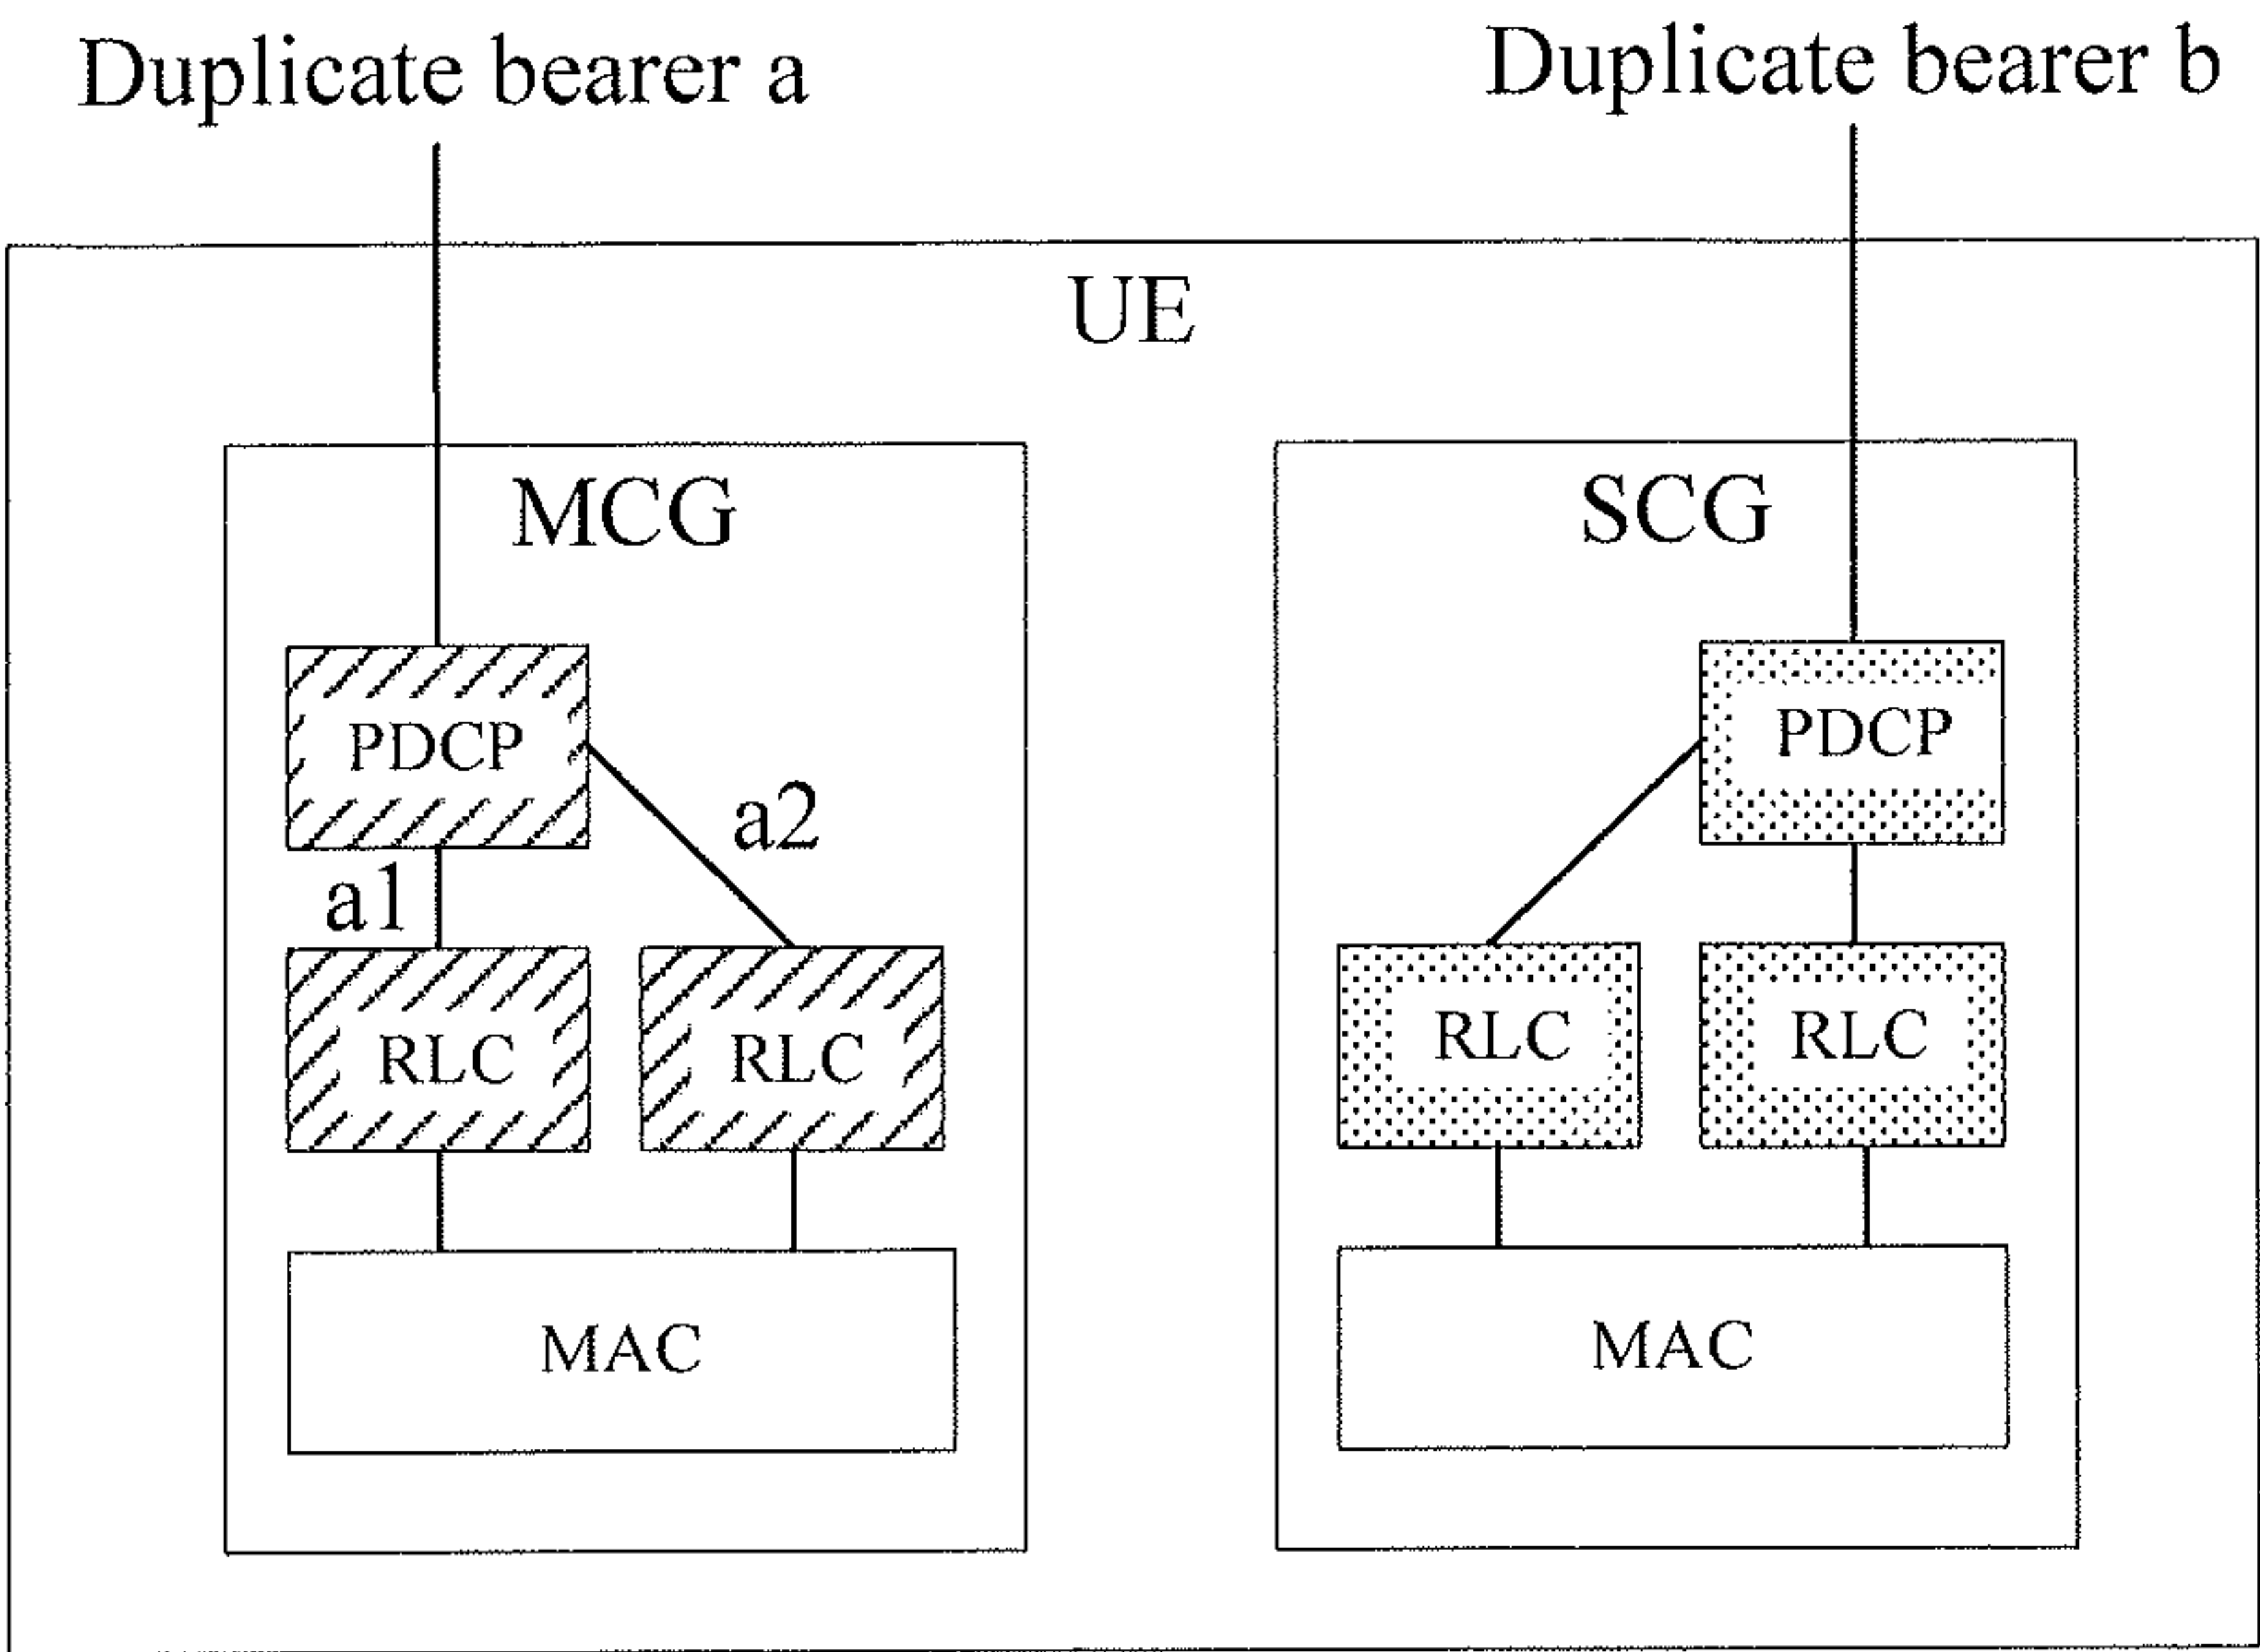 Duplicate bearer a
Duplicate bearer b
UE
MCG
SCG
PDCP
PDCP
a2
a1
RLC
RLC
RLC
RLC
MAC
MAC